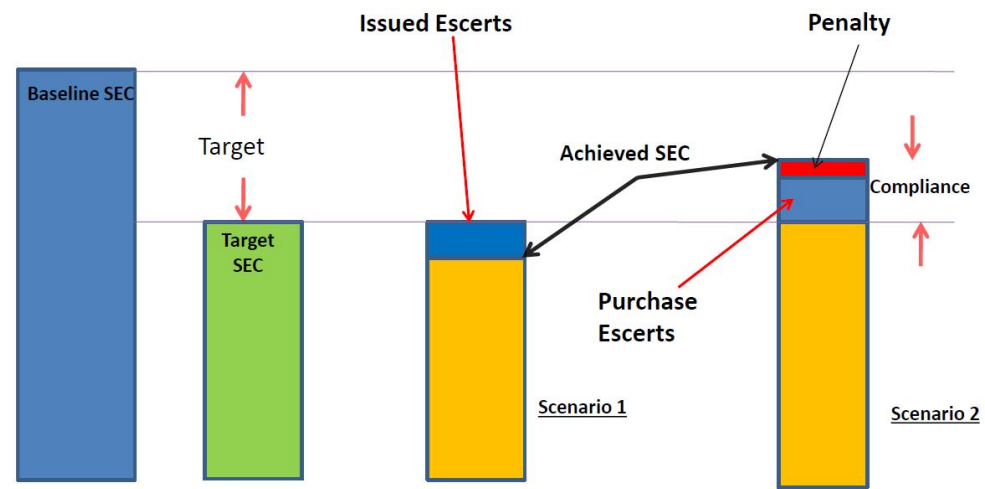 Issued Escerts
Penalty
Baseline SEC
Target
Achieved SEC
Compliance
Target
SEC
Purchase
Escerts
Scenario 1
Scenario 2